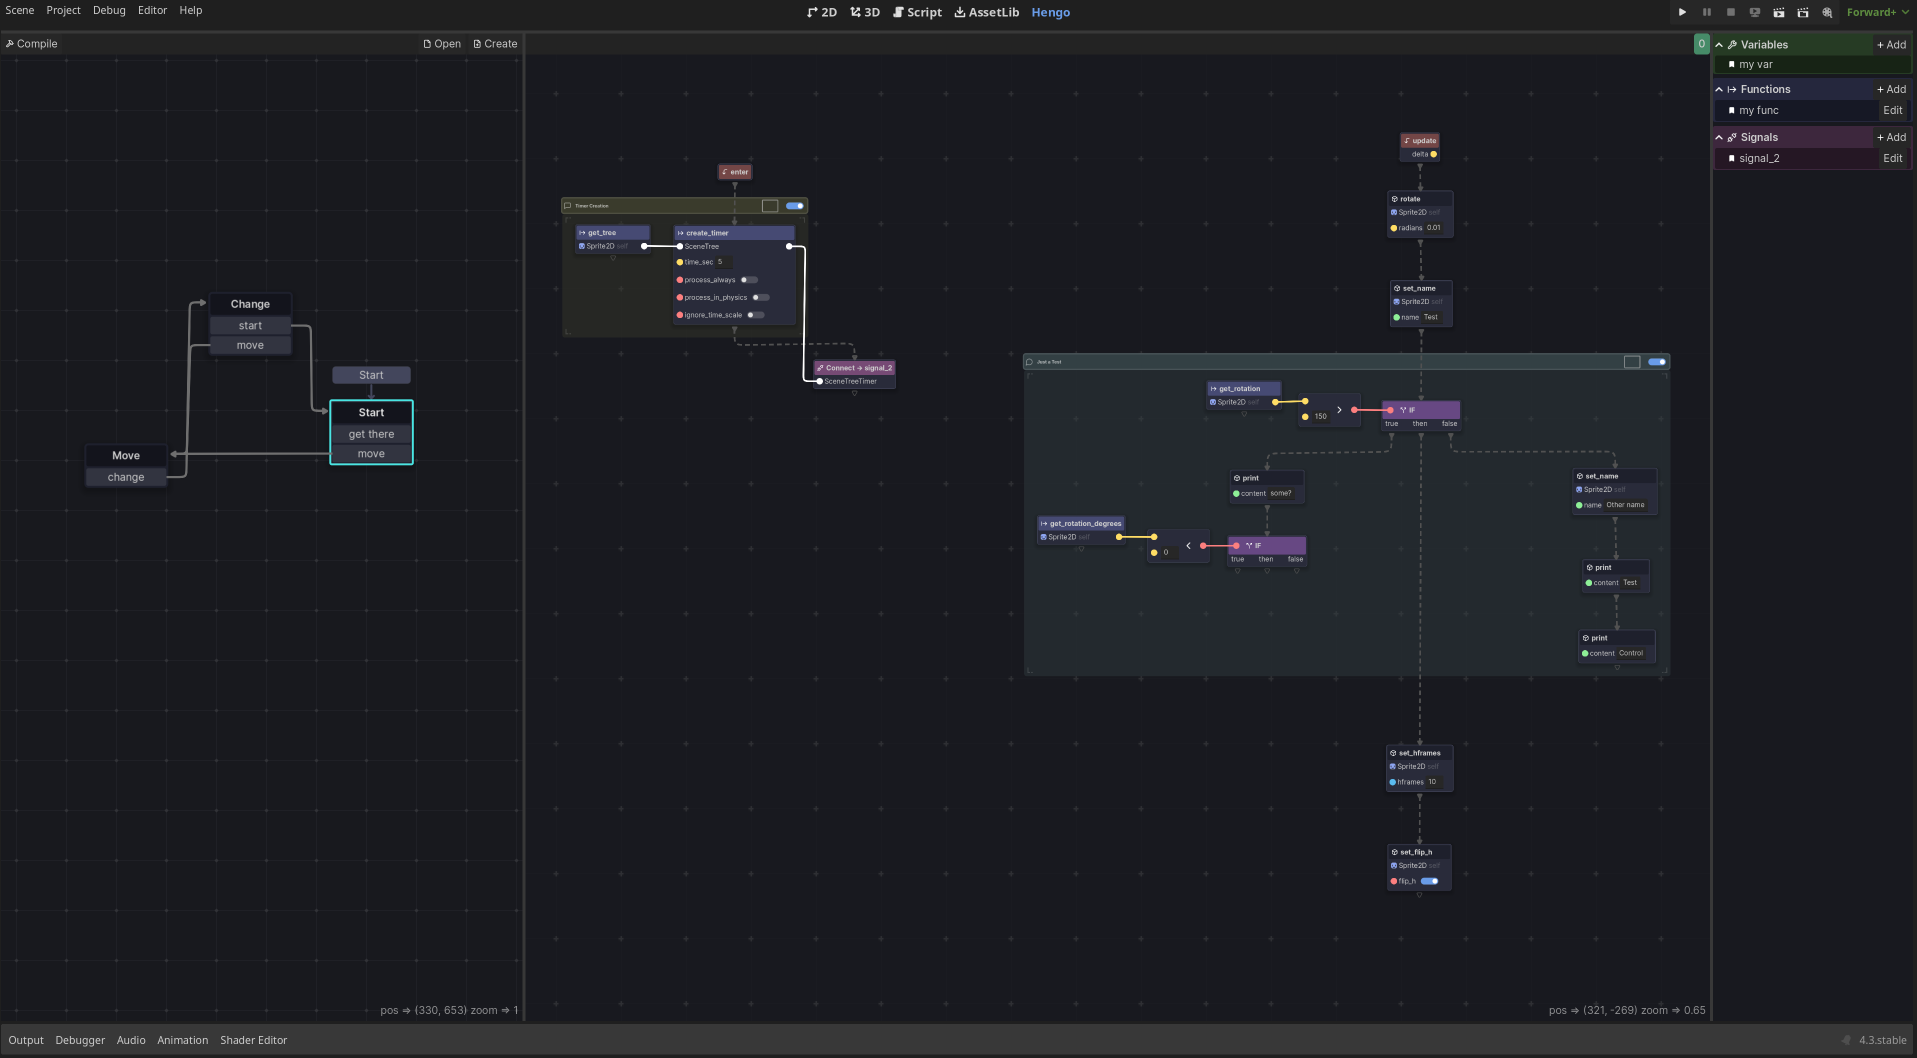 Scene Project Debug Editor Help
2D 3D Script AssetLib Hengo
Forward+
Compile
Open Create
0
Change
start
move
Start
Start
get there
move
Move
change
pos => (330, 653) zoom => 1
enter
Timer Creation
get_tree
Sprite2D self
create_timer
SceneTree
time_sec 5
process_always
process_in_physics
ignore_time_scale
Connect -> signal_2
SceneTreeTimer
update
delta
rotate
Sprite2D self
radians 0.01
set_name
Sprite2D self
name Test
Just a Test
get_rotation
Sprite2D self
150 >
IF
true then false
print
content some?
get_rotation_degrees
Sprite2D self
0 <
IF
true then false
set_name
Sprite2D self
name Other name
print
content Test
print
content Control
set_hframes
Sprite2D self
hframes 10
set_flip_h
Sprite2D self
flip_h
pos => (321, -269) zoom => 0.65
Variables + Add
my var
Functions + Add
my func Edit
Signals + Add
signal_2 Edit
Output Debugger Audio Animation Shader Editor
4.3.stable